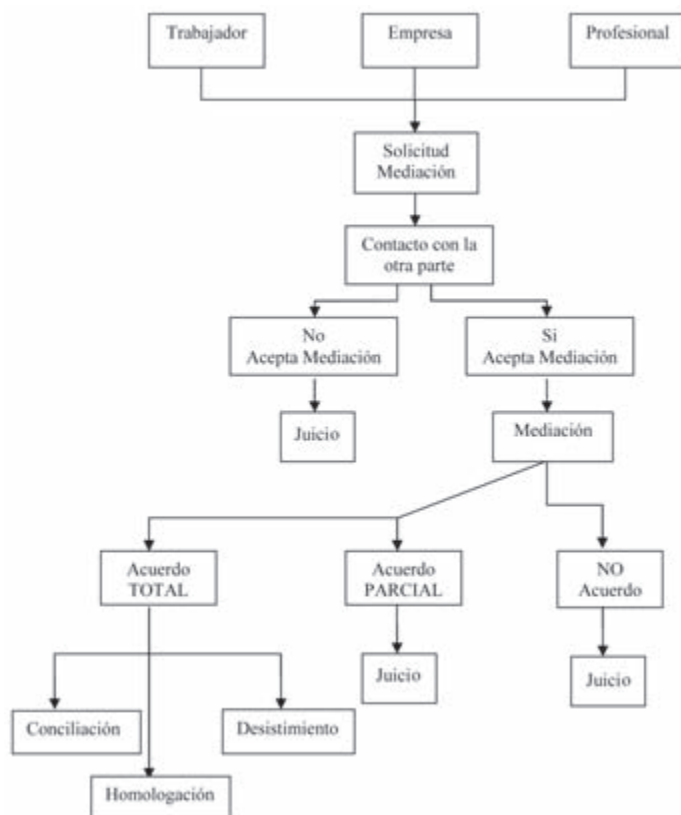 Trabajador
Empresa
Profesional
Solicitud
Mediación
Contacto con la
otra parte
No
Acepta Mediación
Si
Acepta Mediación
Juicio
Mediación
Acuerdo
TOTAL
Acuerdo
PARCIAL
NO
Acuerdo
Juicio
Juicio
Conciliación
Desistimiento
Homologación